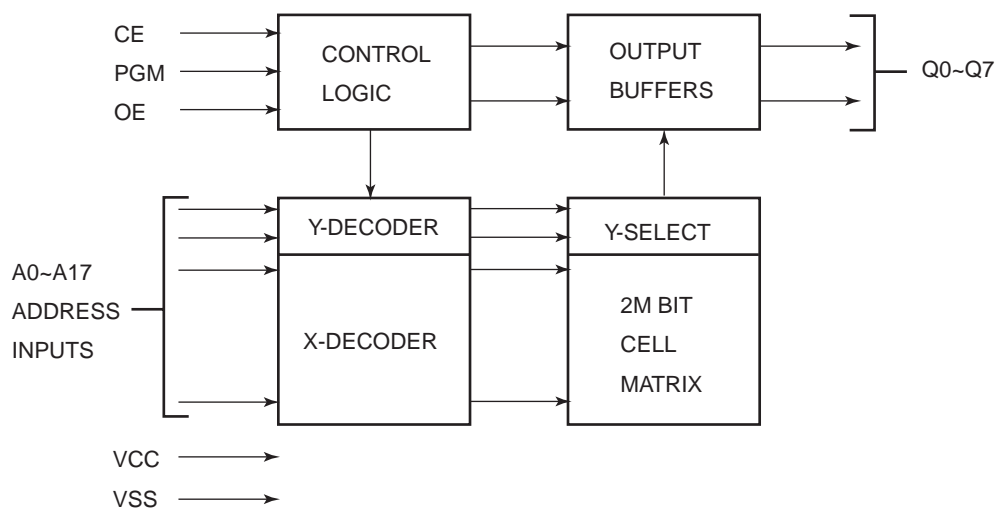 CE
PGM
OE
CONTROL
LOGIC
OUTPUT
BUFFERS
Q0~Q7
A0~A17
ADDRESS
INPUTS
Y-DECODER
X-DECODER
Y-SELECT
2M BIT
CELL
MATRIX
VCC
VSS